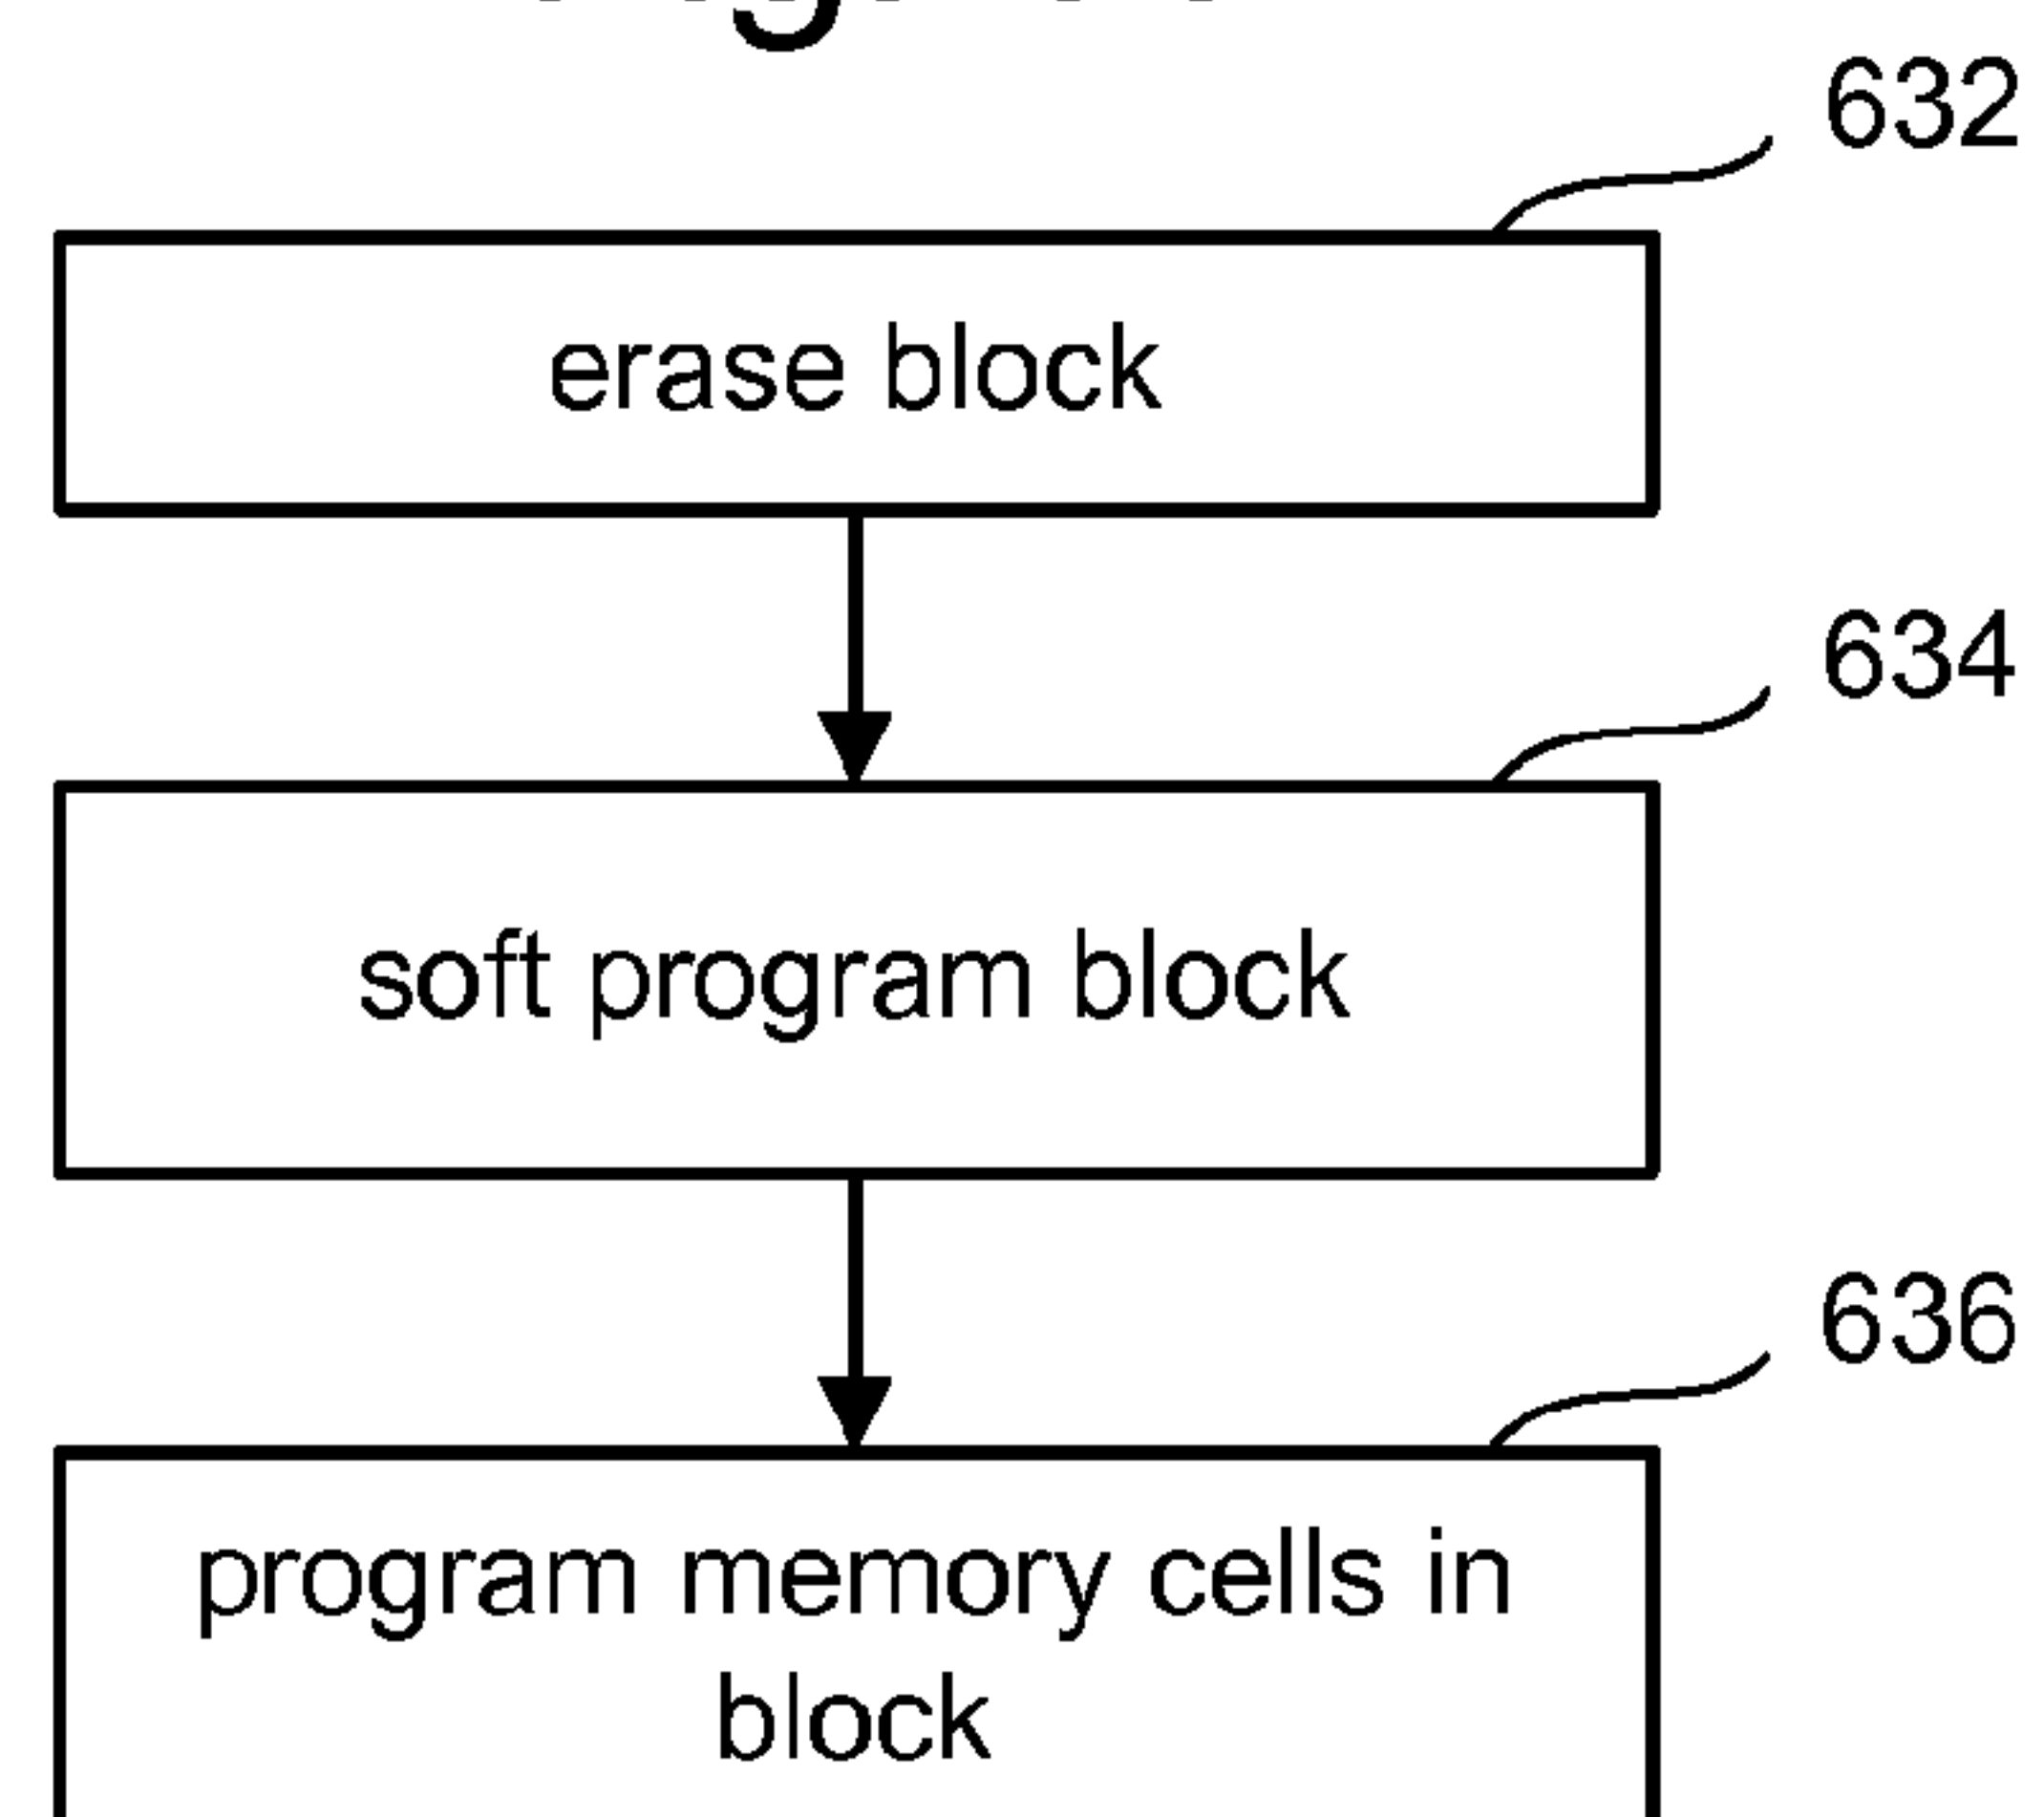 632
erase block
634
soft program block
636
program memory cells in
block